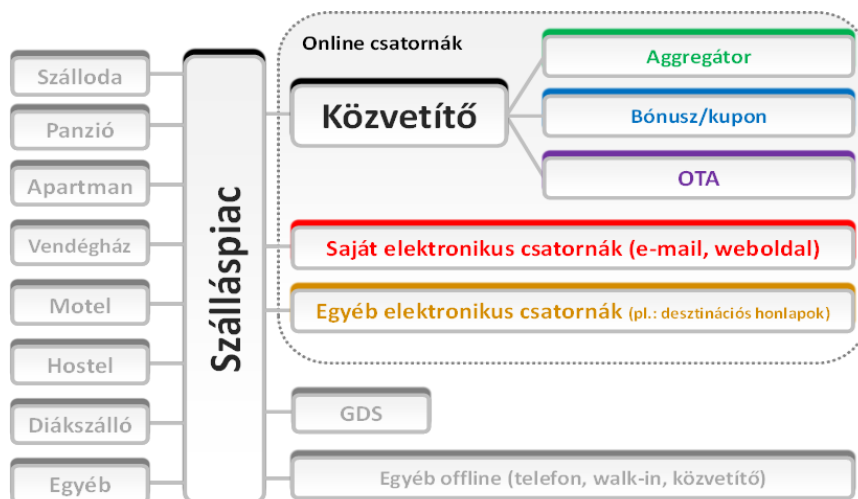 Online csatornák
Szálloda
Panzió
Apartman
Vendégház
Motel
Hostel
Diákszálló
Egyéb
Szálláspiac
Közvetítő
Aggregátor
Bónusz/kupon
OTA
Saját elektronikus csatornák (e-mail, weboldal)
Egyéb elektronikus csatornák (pl.: desztinációs honlapok)
GDS
Egyéb offline (telefon, walk-in, közvetítő)